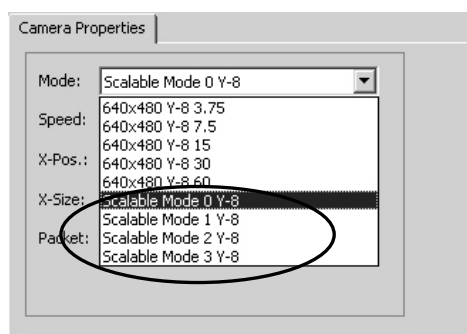 Camera Properties
Mode: Scalable Mode 0 Y-8
640x480 Y-8 3.75
Speed: 640x480 Y-8 7.5
640x480 Y-8 15
X-Pos.: 640x480 Y-8 30
640x480 Y-8 60
X-Size: Scalable Mode 0 Y-8
Scalable Mode 1 Y-8
Packet: Scalable Mode 2 Y-8
Scalable Mode 3 Y-8